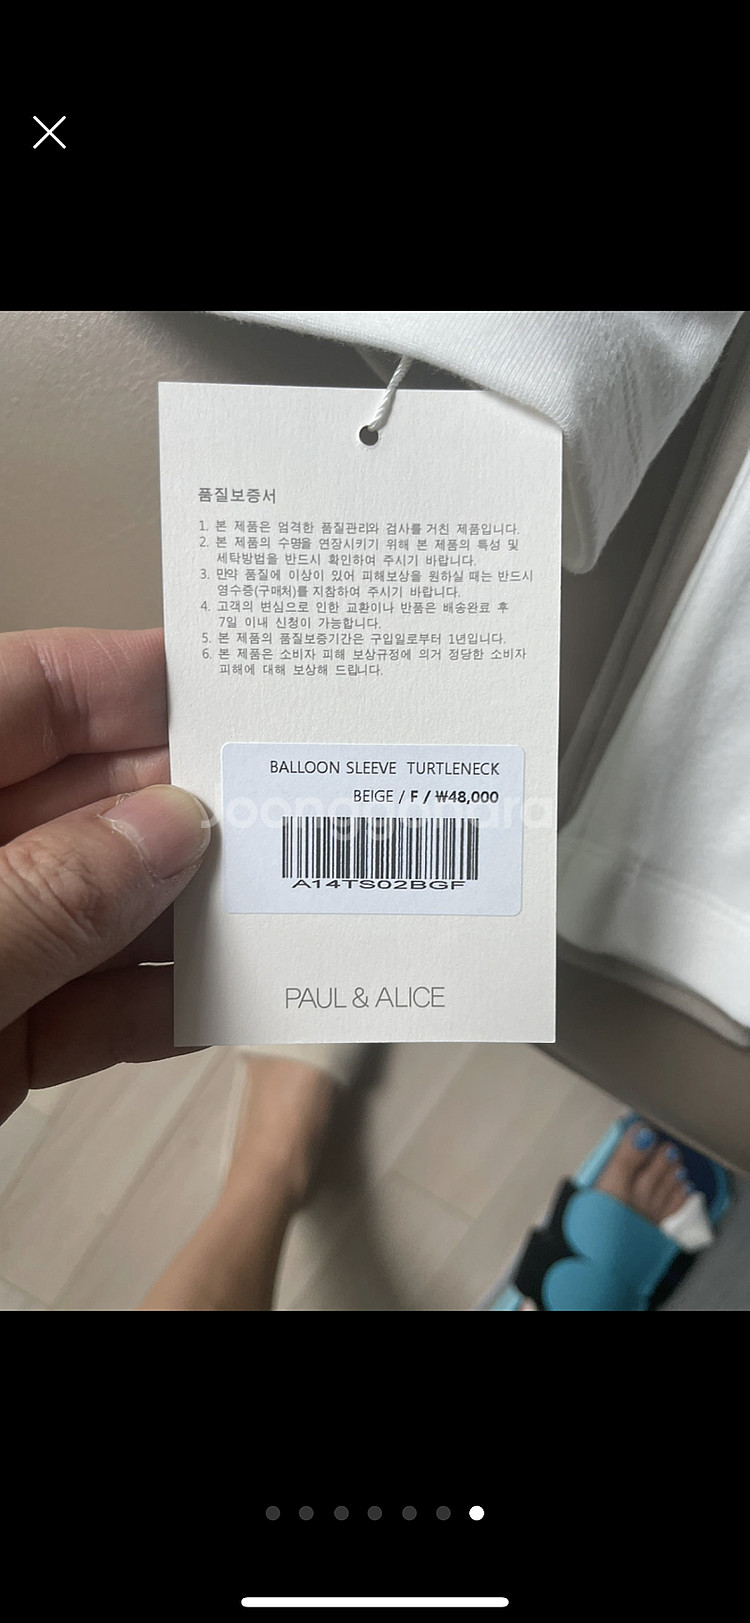 품질보증서
1. 본 제품은 엄격한 품질관리와 검사를 거친 제품입니다.
2. 본 제품의 수명을 연장시키기 위해 본 제품의 특성 및
세탁방법을 반드시 확인하여 주시기 바랍니다.
3. 만약 품질에 이상이 있어 피해보상을 원하실 때는 반드시
영수증(구매처)를 지참하여 주시기 바랍니다.
4. 고객의 변심으로 인한 교환이나 반품은 배송완료 후
7일 이내 신청이 가능합니다.
5. 본 제품의 품질보증기간은 구입일로부터 1년입니다.
6. 본 제품은 소비자 피해 보상규정에 의거 정당한 소비자
피해에 대해 보상해 드립니다.
BALLOON SLEEVE TURTLENECK
BEIGE / F / ₩48,000
Joonggonara
A14TS02BGF
PAUL & ALICE